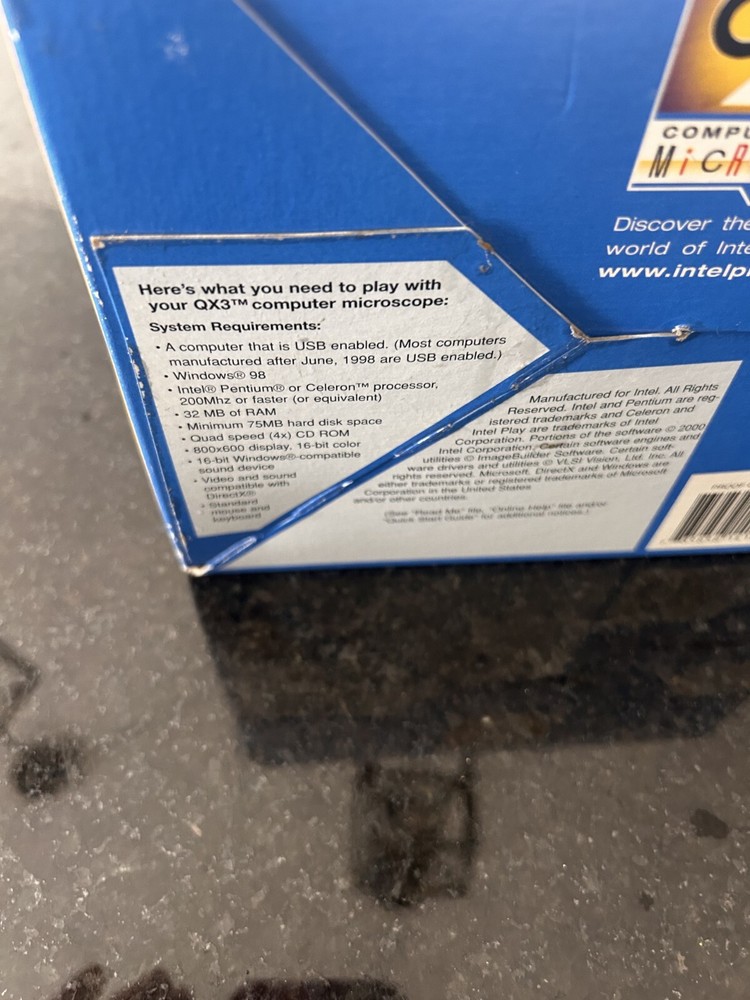 COMPU
MiCR
Discover the
world of Inte
www.intelpl
Here's what you need to play with
your QX3™ computer microscope:
System Requirements:
• A computer that is USB enabled. (Most computers
manufactured after June, 1998 are USB enabled.)
• Windows® 98
• Intel® Pentium® or Celeron™ processor,
200Mhz or faster (or equivalent)
• 32 MB of RAM
• Minimum 75MB hard disk space
• Quad speed (4x) CD ROM
• 800x600 display, 16-bit color
• 16-bit Windows®-compatible
sound device
• Video and sound
compatible with
DirectX®
• Standard
mouse and
keyboard
Manufactured for Intel. All Rights
Reserved. Intel and Pentium are reg-
istered trademarks and Celeron and
Intel Play are trademarks of Intel
Corporation. Portions of the software © 2000
Intel Corporation. Certain software engines and
utilities © ImageBuilder Software. Certain soft-
ware drivers and utilities © VLSI Vision, Ltd. Inc. All
rights reserved. Microsoft, DirectX and Windows are
either trademarks or registered trademarks of Microsoft
Corporation in the United States
and/or other countries.
(See "Read Me" file, "Online Help" file and/or
"Quick Start Guide" for additional notices.)